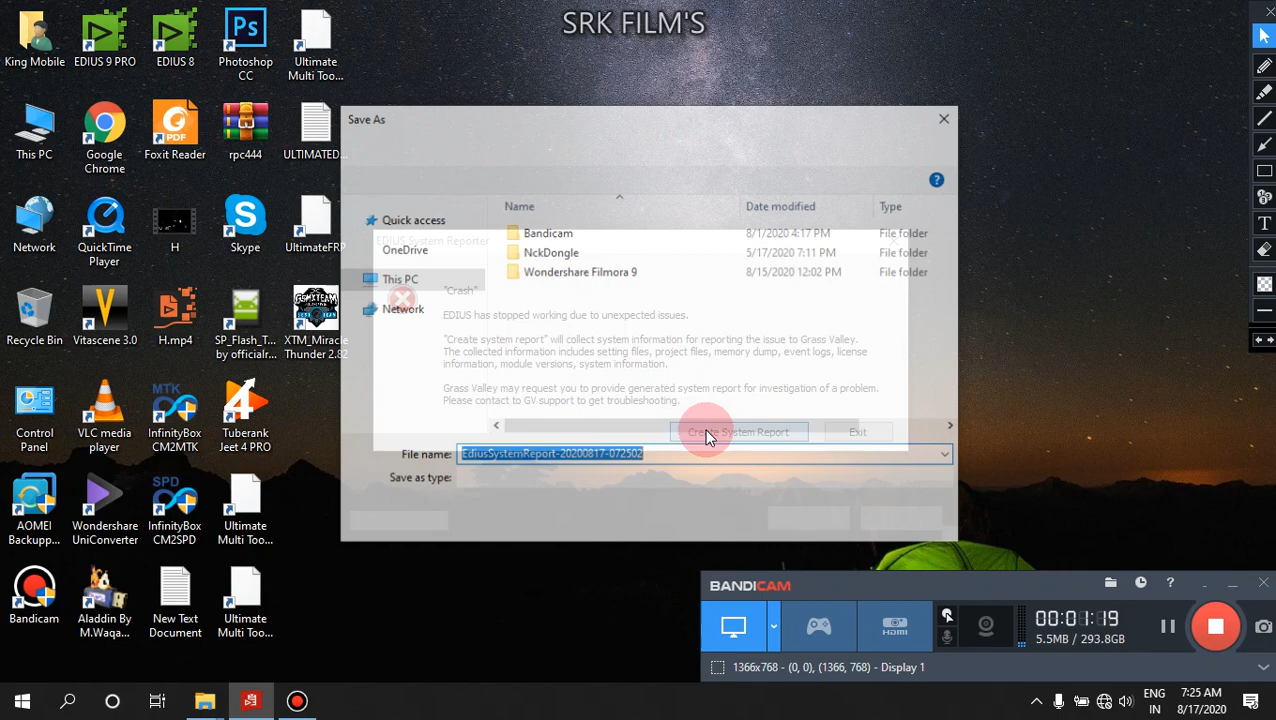 SRK FILM'S
King Mobile
EDIUS 9 PRO
EDIUS 8
Photoshop
CC
Ultimate
Multi Too...
This PC
Google
Chrome
Foxit Reader
rpc444
ULTIMATED...
Network
QuickTime
Player
H
Skype
UltimateFRP
Recycle Bin
Vitascene 3.0
H.mp4
SP_Flash_T...
by officialr...
XTM_Miracle
Thunder 2.82
Control
Panel
VLC media
player
InfinityBox
CM2MTK
Tuberank
Jeet 4 PRO
AOMEI
Backupp...
Wondershare
UniConverter
InfinityBox
CM2SPD
Ultimate
Multi Too...
Bandicam
Aladdin By
M.Waqa...
New Text
Document
Ultimate
Multi Too...
Save As
Name
Date modified
Type
Quick access
OneDrive
This PC
Network
Bandicam
8/1/2020 4:17 PM
File folder
NckDongle
5/17/2020 7:11 PM
File folder
Wondershare Filmora 9
8/15/2020 12:02 PM
File folder
EDIUS System Reporter
"Crash"
EDIUS has stopped working due to unexpected issues.
"Create system report" will collect system information for reporting the issue to Grass Valley.
The collected information includes setting files, project files, memory dump, event logs, license
information, module versions, system information.
Grass Valley may request you to provide generated system report for investigation of a problem.
Please contact to GV support to get troubleshooting.
Create System Report
Exit
File name:
EdiusSystemReport-20200817-072502
Save as type:
BANDICAM
HDMI
00:01:19
5.5MB / 293.8GB
1366x768 - (0, 0), (1366, 768) - Display 1
ENG
IN
7:25 AM
8/17/2020